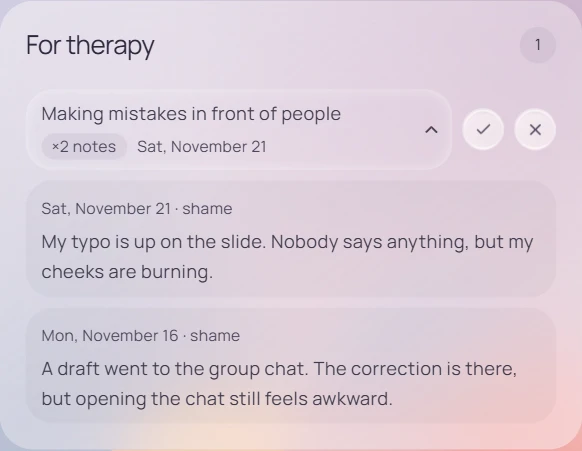 For therapy
1
Making mistakes in front of people
×2 notes
Sat, November 21
Sat, November 21 · shame
My typo is up on the slide. Nobody says anything, but my
cheeks are burning.
Mon, November 16 · shame
A draft went to the group chat. The correction is there,
but opening the chat still feels awkward.